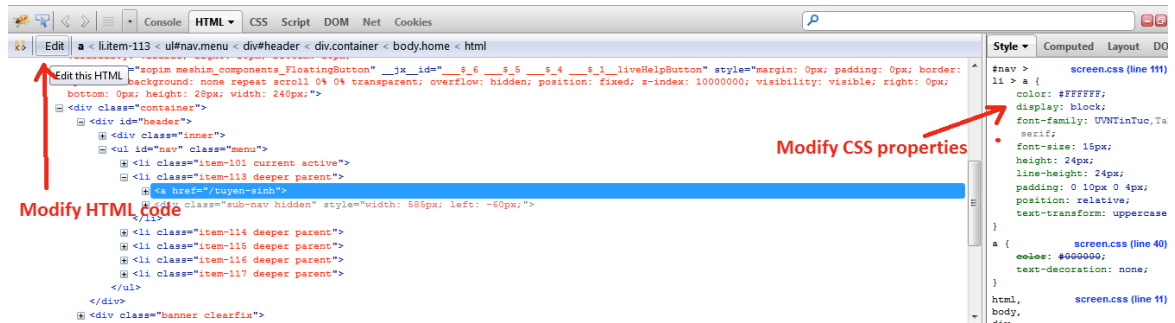 Console HTML CSS Script DOM Net Cookies
Edit a < li.item-113 < ul#nav.menu < div#header < div.container < body.home < html
Edit this HTML
="zopim meshim_components_FloatingButton" __jx__id="___$_6 ___$_5 ___$_4 ___$_1__liveHelpButton" style="margin: 0px; padding: 0px; border:
background: none repeat scroll 0% 0% transparent; overflow: hidden; position: fixed; z-index: 10000000; visibility: visible; right: 0px;
bottom: 0px; height: 28px; width: 240px;">
<div class="container">
<div id="header">
<div class="inner">
<ul id="nav" class="menu">
<li class="item-101 current active">
<li class="item-113 deeper parent">
<a href="/tuyen-sinh">
<div class="sub-nav hidden" style="width: 585px; left: -60px;">
</li>
<li class="item-114 deeper parent">
<li class="item-115 deeper parent">
<li class="item-116 deeper parent">
<li class="item-117 deeper parent">
</ul>
</div>
<div class="banner clearfix">
Modify HTML code
Modify CSS properties
Style Computed Layout DO
#nav > screen.css (line 111)
li > a {
color: #FFFFFF;
display: block;
font-family: UVNTinTuc,Ta
serif;
font-size: 15px;
height: 24px;
line-height: 24px;
padding: 0 10px 0 4px;
position: relative;
text-transform: uppercase
}
a { screen.css (line 40)
color: #000000;
text-decoration: none;
}
html, screen.css (line 11)
body,